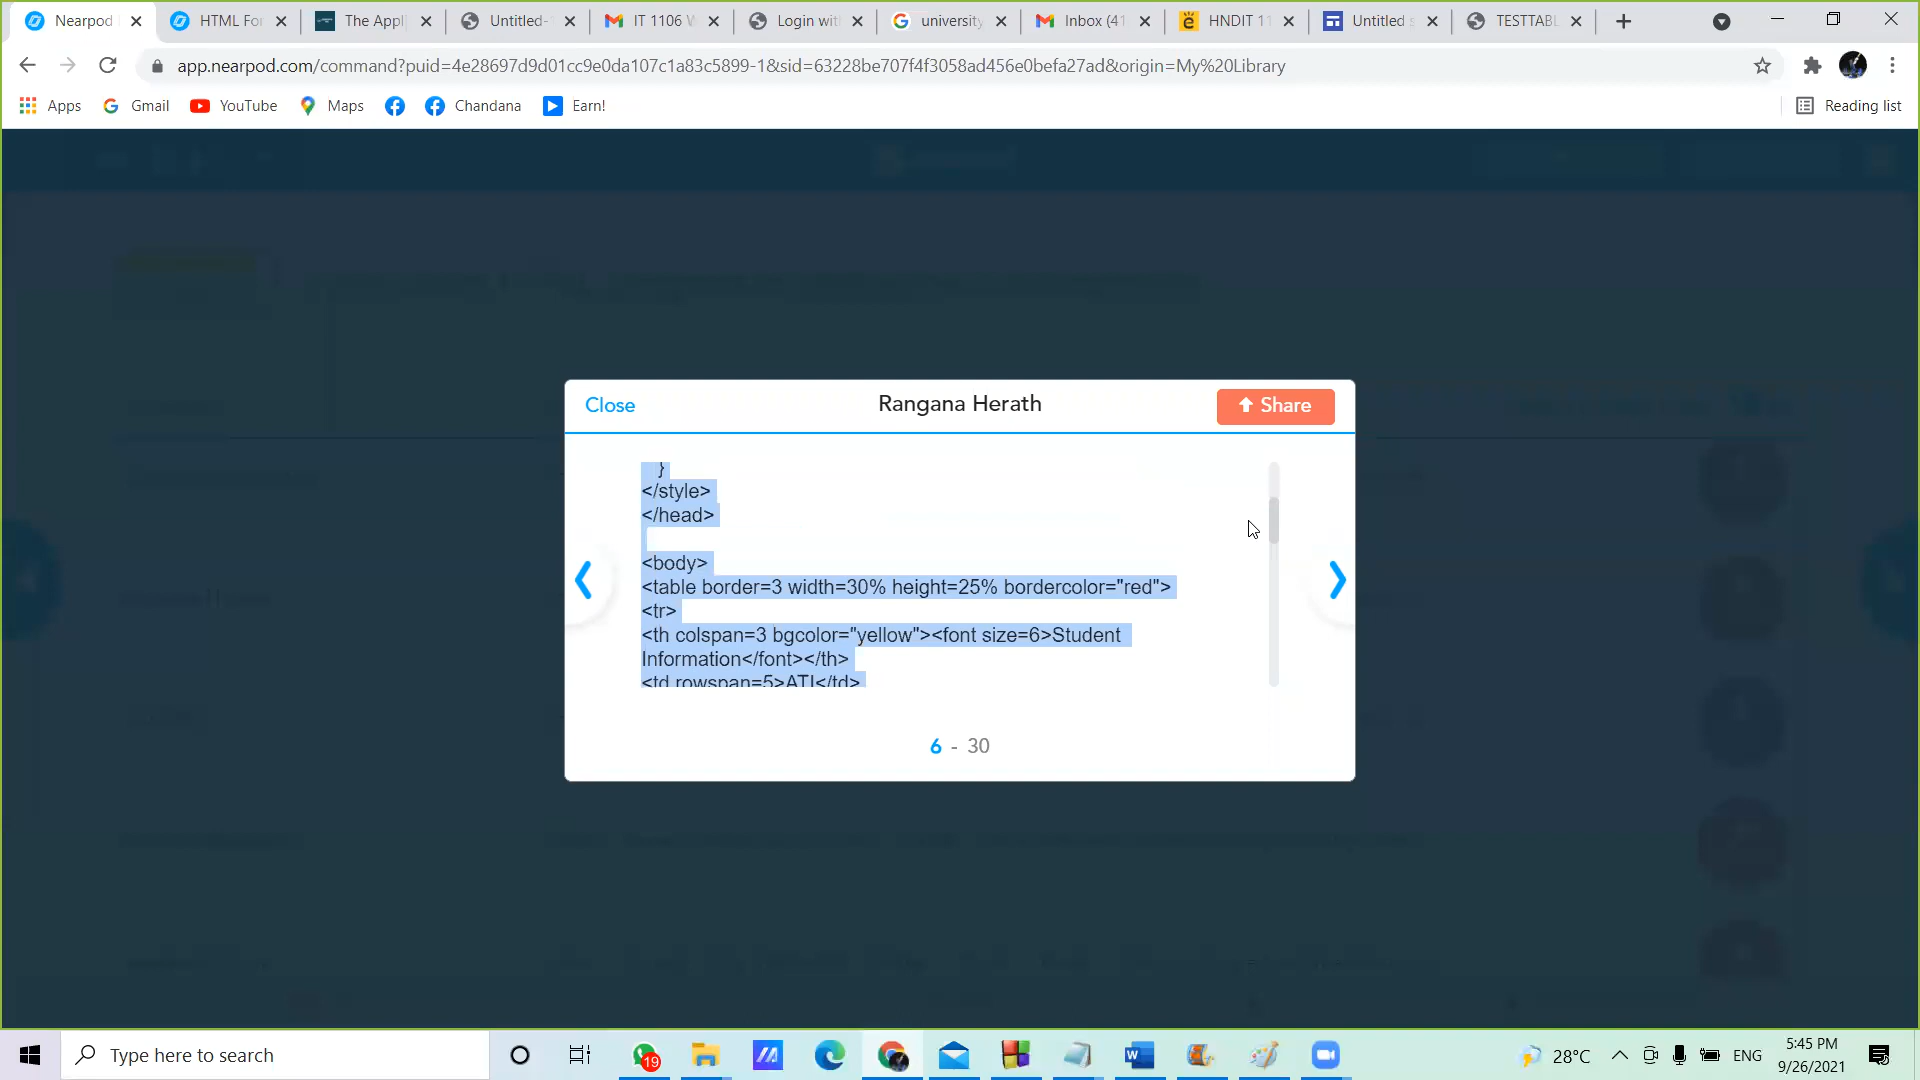 Nearpod
HTML For
The Appl
Untitled-
IT 1106 W
Login wit
university
Inbox (41
HNDIT 11
Untitled s
TESTTABL
app.nearpod.com/command?puid=4e28697d9d01cc9e0da107c1a83c5899-1&sid=63228be707f4f3058ad456e0befa27ad&origin=My%20Library
Apps
Gmail
YouTube
Maps
Chandana
Earn!
Reading list
Close
Rangana Herath
Share
}
</style>
</head>
<body>
<table border=3 width=30% height=25% bordercolor="red">
<tr>
<th colspan=3 bgcolor="yellow"><font size=6>Student
Information</font></th>
<td rowspan=5>ATI</td>
6 - 30
Type here to search
19
28°C
ENG
5:45 PM
9/26/2021